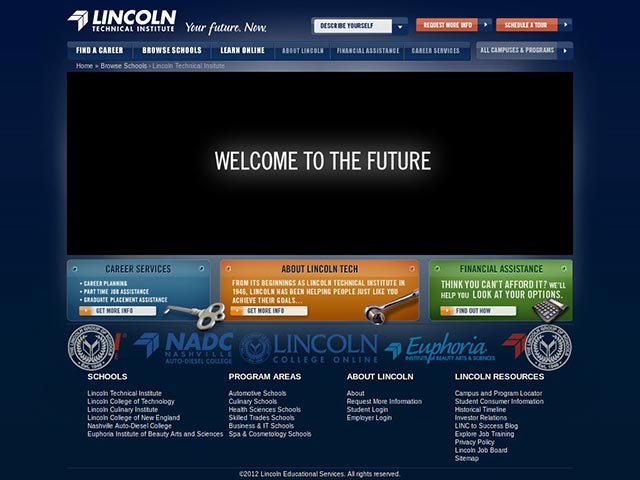 LINCOLN
TECHNICAL INSTITUTE
Your future. Now.
DESCRIBE YOURSELF
REQUEST MORE INFO
SCHEDULE A TOUR
FIND A CAREER
BROWSE SCHOOLS
LEARN ONLINE
ABOUT LINCOLN
FINANCIAL ASSISTANCE
CAREER SERVICES
ALL CAMPUSES & PROGRAMS
Home » Browse Schools › Lincoln Technical Insitute
WELCOME TO THE FUTURE
CAREER SERVICES
• CAREER PLANNING
• PART TIME JOB ASSISTANCE
• GRADUATE PLACEMENT ASSISTANCE
GET MORE INFO
ABOUT LINCOLN TECH
FROM ITS BEGINNINGS AS LINCOLN TECHNICAL INSTITUTE IN
1946, LINCOLN HAS BEEN HELPING PEOPLE JUST LIKE YOU
ACHIEVE THEIR GOALS...
GET MORE INFO
FINANCIAL ASSISTANCE
THINK YOU CAN'T AFFORD IT? WE'LL
HELP YOU LOOK AT YOUR OPTIONS.
FIND OUT HOW
NADC
NASHVILLE
AUTO-DIESEL COLLEGE
LINCOLN
COLLEGE ONLINE
Euphoria
INSTITUTE BEAUTY ARTS & SCIENCES
SCHOOLS
Lincoln Technical Institute
Lincoln College of Technology
Lincoln Culinary Institute
Lincoln College of New England
Nashville Auto-Diesel College
Euphoria Institute of Beauty Arts and Sciences
PROGRAM AREAS
Automotive Schools
Culinary Schools
Health Sciences Schools
Skilled Trades Schools
Business & IT Schools
Spa & Cosmetology Schools
ABOUT LINCOLN
About
Request More Information
Student Login
Employer Login
LINCOLN RESOURCES
Campus and Program Locator
Student Consumer Information
Historical Timeline
Investor Relations
LINC to Success Blog
Explore Job Training
Privacy Policy
Lincoln Job Board
Sitemap
©2012 Lincoln Educational Services. All rights reserved.